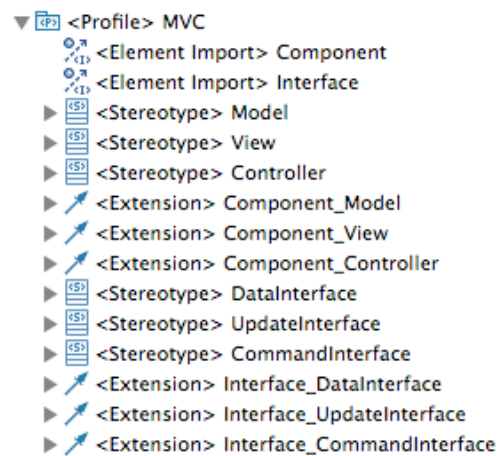 <Profile> MVC
<Element Import> Component
<Element Import> Interface
<Stereotype> Model
<Stereotype> View
<Stereotype> Controller
<Extension> Component_Model
<Extension> Component_View
<Extension> Component_Controller
<Stereotype> DataInterface
<Stereotype> UpdateInterface
<Stereotype> CommandInterface
<Extension> Interface_DataInterface
<Extension> Interface_UpdateInterface
<Extension> Interface_CommandInterface